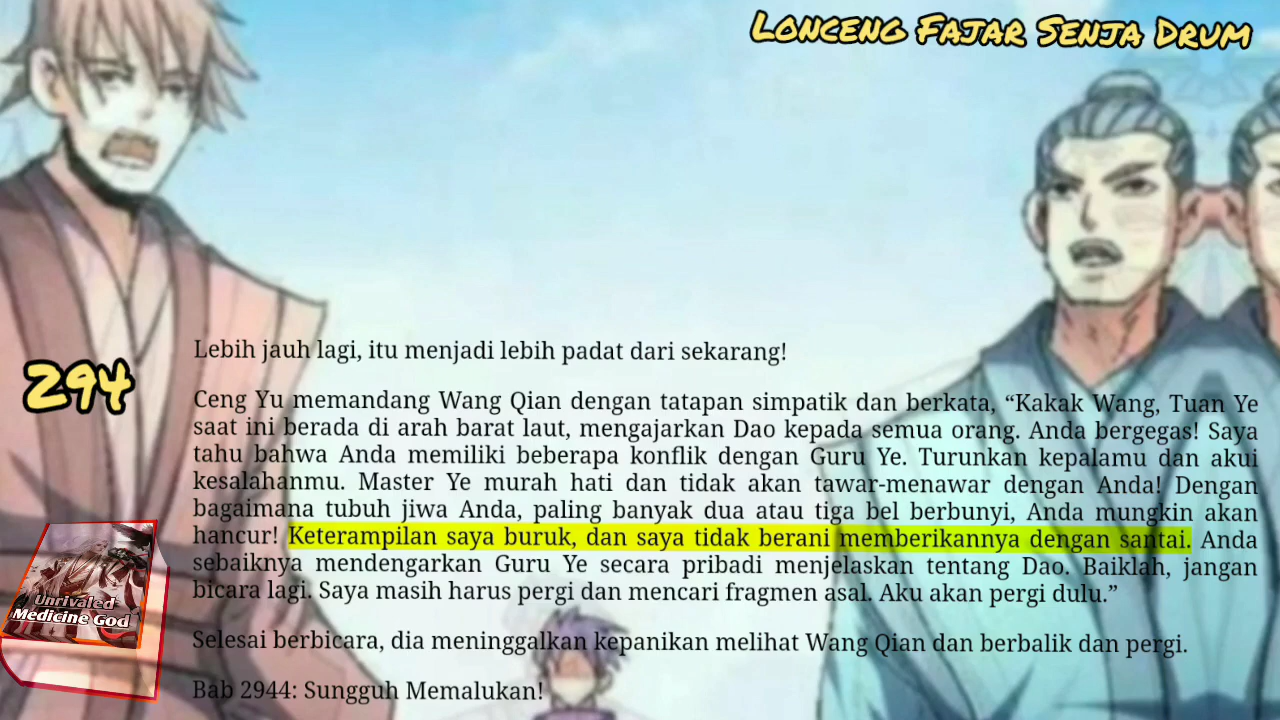 Lonceng Fajar Senja Drum
Lebih jauh lagi, itu menjadi lebih padat dari sekarang!
294
Ceng Yu memandang Wang Qian dengan tatapan simpatik dan berkata, “Kakak Wang, Tuan Ye
saat ini berada di arah barat laut, mengajarkan Dao kepada semua orang. Anda bergegas! Saya
tahu bahwa Anda memiliki beberapa konflik dengan Guru Ye. Turunkan kepalamu dan akui
kesalahanmu. Master Ye murah hati dan tidak akan tawar-menawar dengan Anda! Dengan
bagaimana tubuh jiwa Anda, paling banyak dua atau tiga bel berbunyi, Anda mungkin akan
hancur! Keterampilan saya buruk, dan saya tidak berani memberikannya dengan santai. Anda
sebaiknya mendengarkan Guru Ye secara pribadi menjelaskan tentang Dao. Baiklah, jangan
bicara lagi. Saya masih harus pergi dan mencari fragmen asal. Aku akan pergi dulu.”
Unrivaled
Medicine God
Selesai berbicara, dia meninggalkan kepanikan melihat Wang Qian dan berbalik dan pergi.
Bab 2944: Sungguh Memalukan!